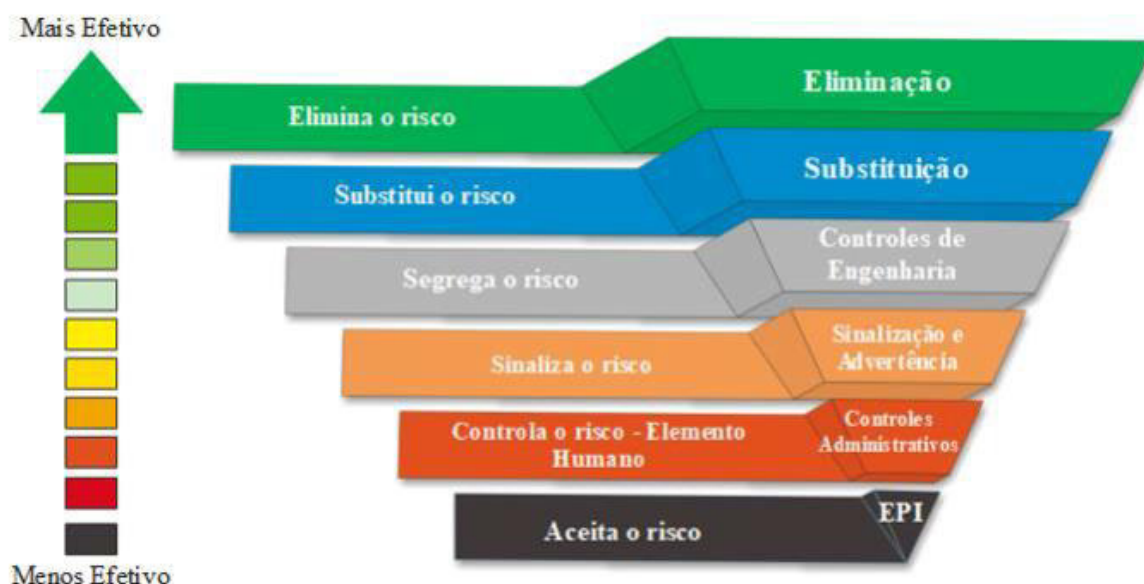 Mais Efetivo
Elimina o risco
Eliminação
Substitui o risco
Substituição
Segrega o risco
Controles de
Engenharia
Sinaliza o risco
Sinalização e
Advertência
Controla o risco - Elemento
Humano
Controles
Administrativos
Aceita o risco
EPI
Menos Efetivo